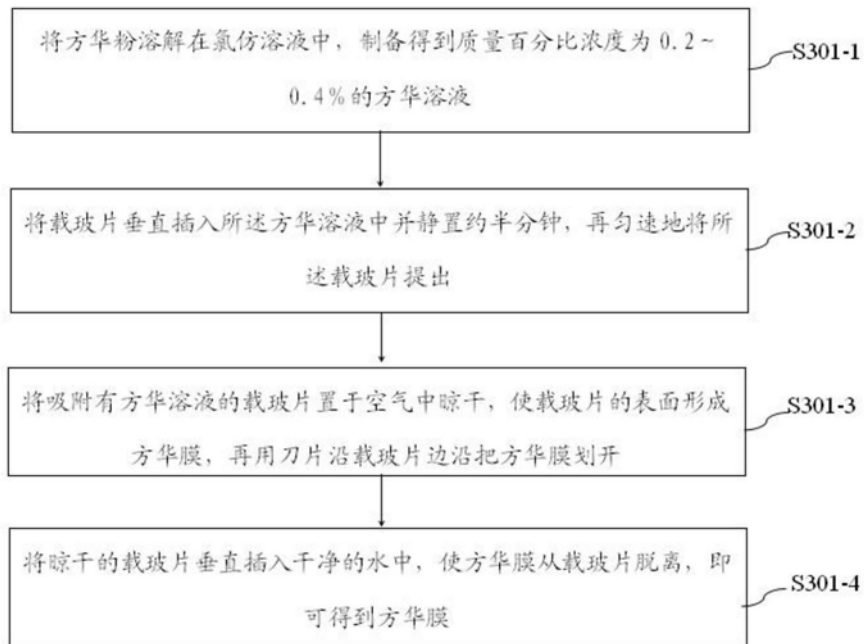 将方华粉溶解在氯仿溶液中，制备得到质量百分比浓度为 0.2~
0.4%的方华溶液
S301-1
将载玻片垂直插入所述方华溶液中并静置约半分钟，再匀速地将所
述载玻片提出
S301-2
将吸附有方华溶液的载玻片置于空气中晾干，使载玻片的表面形成
方华膜，再用刀片沿载玻片边沿把方华膜划开
S301-3
将晾干的载玻片垂直插入干净的水中，使方华膜从载玻片脱离，即
可得到方华膜
S301-4